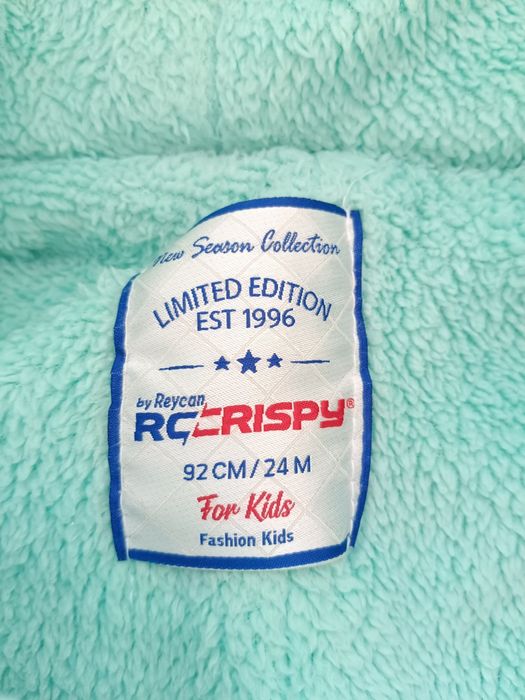 New Season Collection
LIMITED EDITION
EST 1996
by Reycan
RCCRISPY®
92 CM / 24 M
For Kids
Fashion Kids